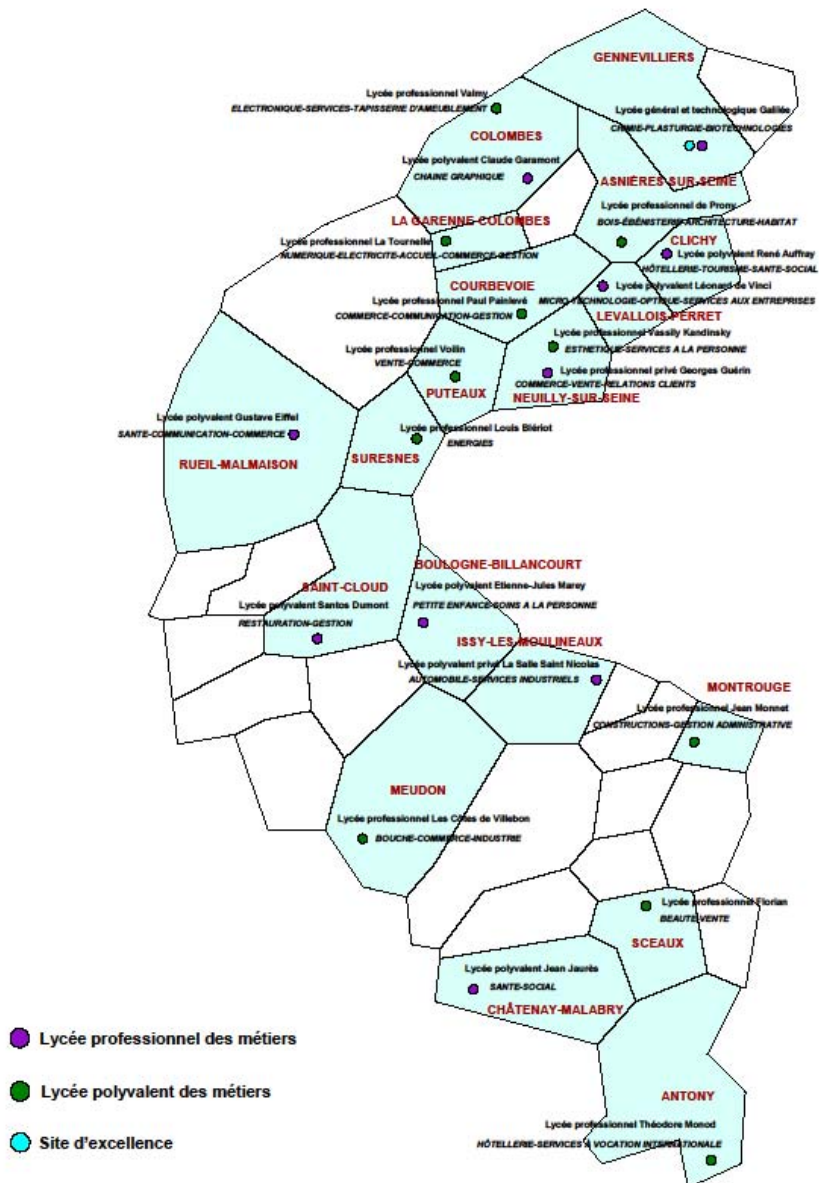 GENNEVILLIERS
Lycée professionnel Valmy
ELECTRONIQUE-SERVICES-TAPISSERIE D'AMEUBLEMENT
Lycée général et technologique Galilée
CHIMIE-PLASTURGIE-BIOTECHNOLOGIES
COLOMBES
Lycée polyvalent Claude Garamont
CHAINE GRAPHIQUE
ASNIÈRES-SUR-SEINE
Lycée professionnel de Prony
BOIS-ÉBÉNISTERIE-ARCHITECTURE-HABITAT
LA GARENNE COLOMBES
Lycée professionnel La Tournelle
NUMERIQUE-ELECTRICITE-ACCUEIL-COMMERCE-GESTION
CLICHY
Lycée polyvalent René Auffray
HÔTELLERIE-TOURISME-SANTE-SOCIAL
COURBEVOIE
Lycée polyvalent Léonard de Vinci
MICRO-TECHNOLOGIE-OPTIQUE-SERVICES AUX ENTREPRISES
Lycée professionnel Paul Painlevé
COMMERCE-COMMUNICATION-GESTION
LEVALLOIS-PERRET
Lycée professionnel Vassily Kandinsky
ESTHETIQUE-SERVICES A LA PERSONNE
Lycée professionnel Voilin
VENTE-COMMERCE
Lycée professionnel privé Georges Guérin
COMMERCE-VENTE-RELATIONS CLIENTS
PUTEAUX
NEUILLY-SUR-SEINE
Lycée polyvalent Gustave Eiffel
SANTE-COMMUNICATION-COMMERCE
Lycée professionnel Louis Blériot
ENERGIES
RUEIL-MALMAISON
SURESNES
BOULOGNE-BILLANCOURT
Lycée polyvalent Etienne-Jules Marey
PETITE ENFANCE-SOINS A LA PERSONNE
SAINT-CLOUD
Lycée polyvalent Santos Dumont
RESTAURATION-GESTION
ISSY-LES-MOULINEAUX
Lycée polyvalent privé La Salle Saint Nicolas
AUTOMOBILE-SERVICES INDUSTRIELS
MONTROUGE
Lycée professionnel Jean Monnet
CONSTRUCTIONS-GESTION ADMINISTRATIVE
MEUDON
Lycée professionnel Les Côtes de Villebon
BOUCHE-COMMERCE-INDUSTRIE
Lycée professionnel Florian
BEAUTE-VENTE
SCEAUX
Lycée polyvalent Jean Jaurès
SANTE-SOCIAL
CHÂTENAY-MALABRY
ANTONY
Lycée professionnel Théodore Monod
HÔTELLERIE-SERVICES A VOCATION INTERNATIONALE
Lycée professionnel des métiers
Lycée polyvalent des métiers
Site d'excellence